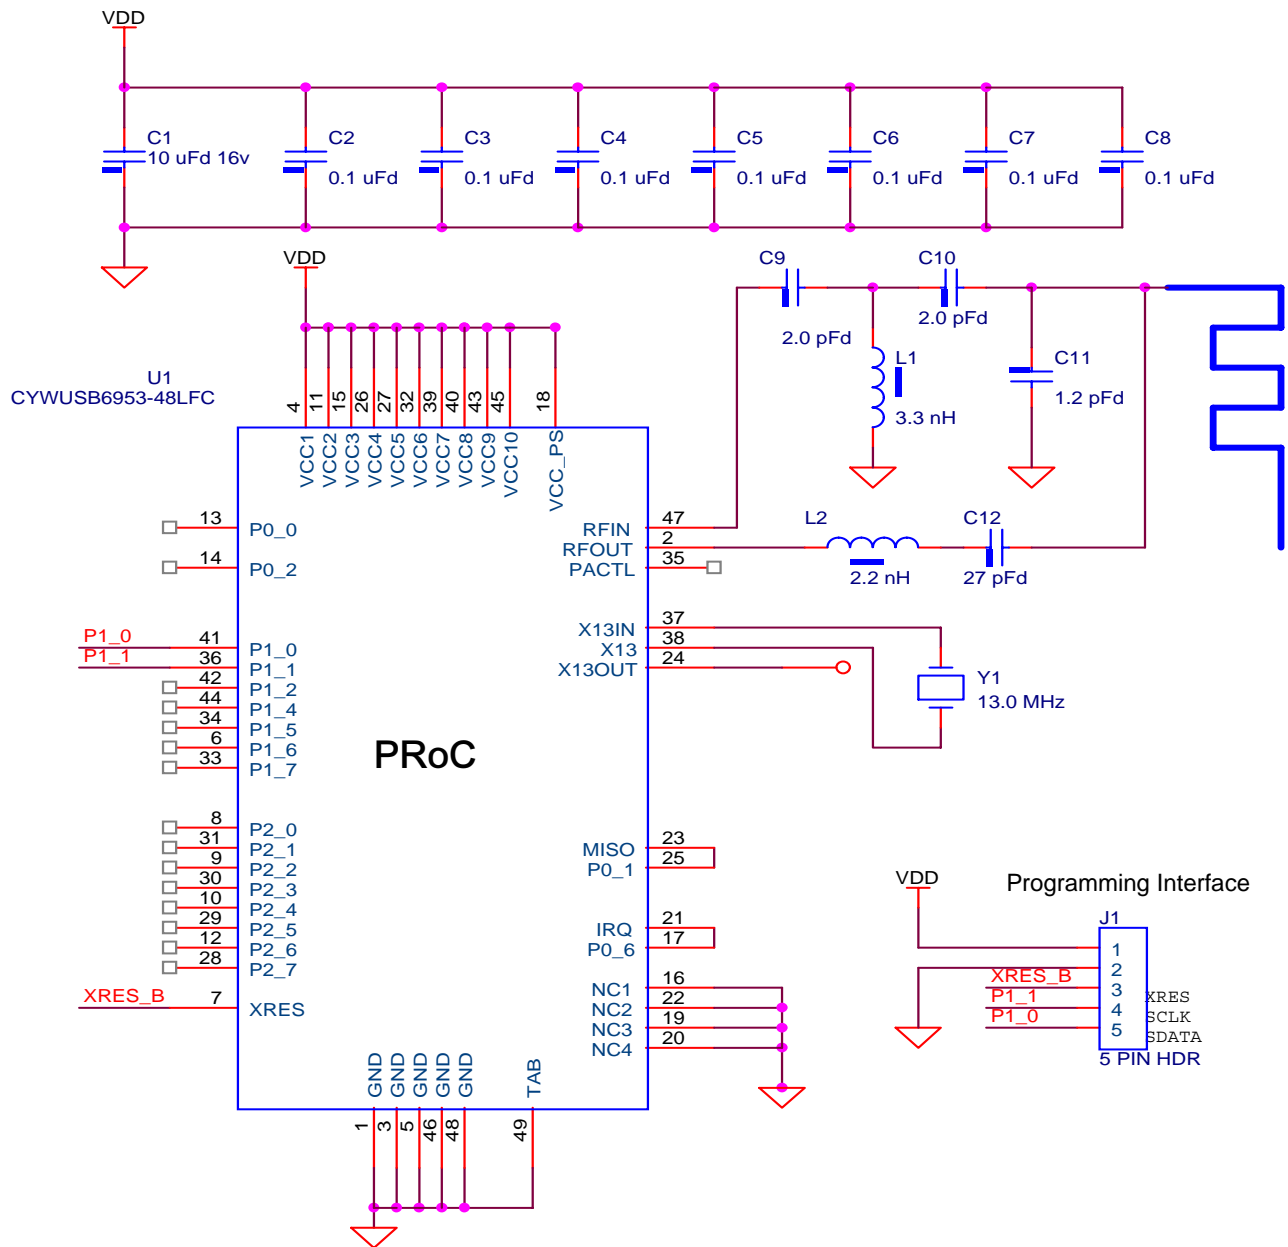 VDD
C1
10 uFd 16v
C2
0.1 uFd
C3
0.1 uFd
C4
0.1 uFd
C5
0.1 uFd
C6
0.1 uFd
C7
0.1 uFd
C8
0.1 uFd
VDD
C9
2.0 pFd
C10
2.0 pFd
L1
3.3 nH
C11
1.2 pFd
U1
CYWUSB6953-48LFC
4 11 15 26 27 32 39 40 43 45 18
VCC1 VCC2 VCC3 VCC4 VCC5 VCC6 VCC7 VCC8 VCC9 VCC10 VCC_PS
13 P0_0
14 P0_2
P1_0 41 P1_0
P1_1 36 P1_1
42 P1_2
44 P1_4
34 P1_5
6 P1_6
33 P1_7
8 P2_0
31 P2_1
9 P2_2
30 P2_3
10 P2_4
29 P2_5
12 P2_6
28 P2_7
XRES_B 7 XRES
PRoC
RFIN 47
RFOUT 2
PACTL 35
L2
2.2 nH
C12
27 pFd
X13IN 37
X13 38
X13OUT 24
Y1
13.0 MHz
MISO 23
P0_1 25
IRQ 21
P0_6 17
NC1 16
NC2 22
NC3 19
NC4 20
GND GND GND GND GND TAB
1 3 5 46 48 49
VDD
Programming Interface
J1
1
2
XRES_B 3 XRES
P1_1 4 SCLK
P1_0 5 SDATA
5 PIN HDR